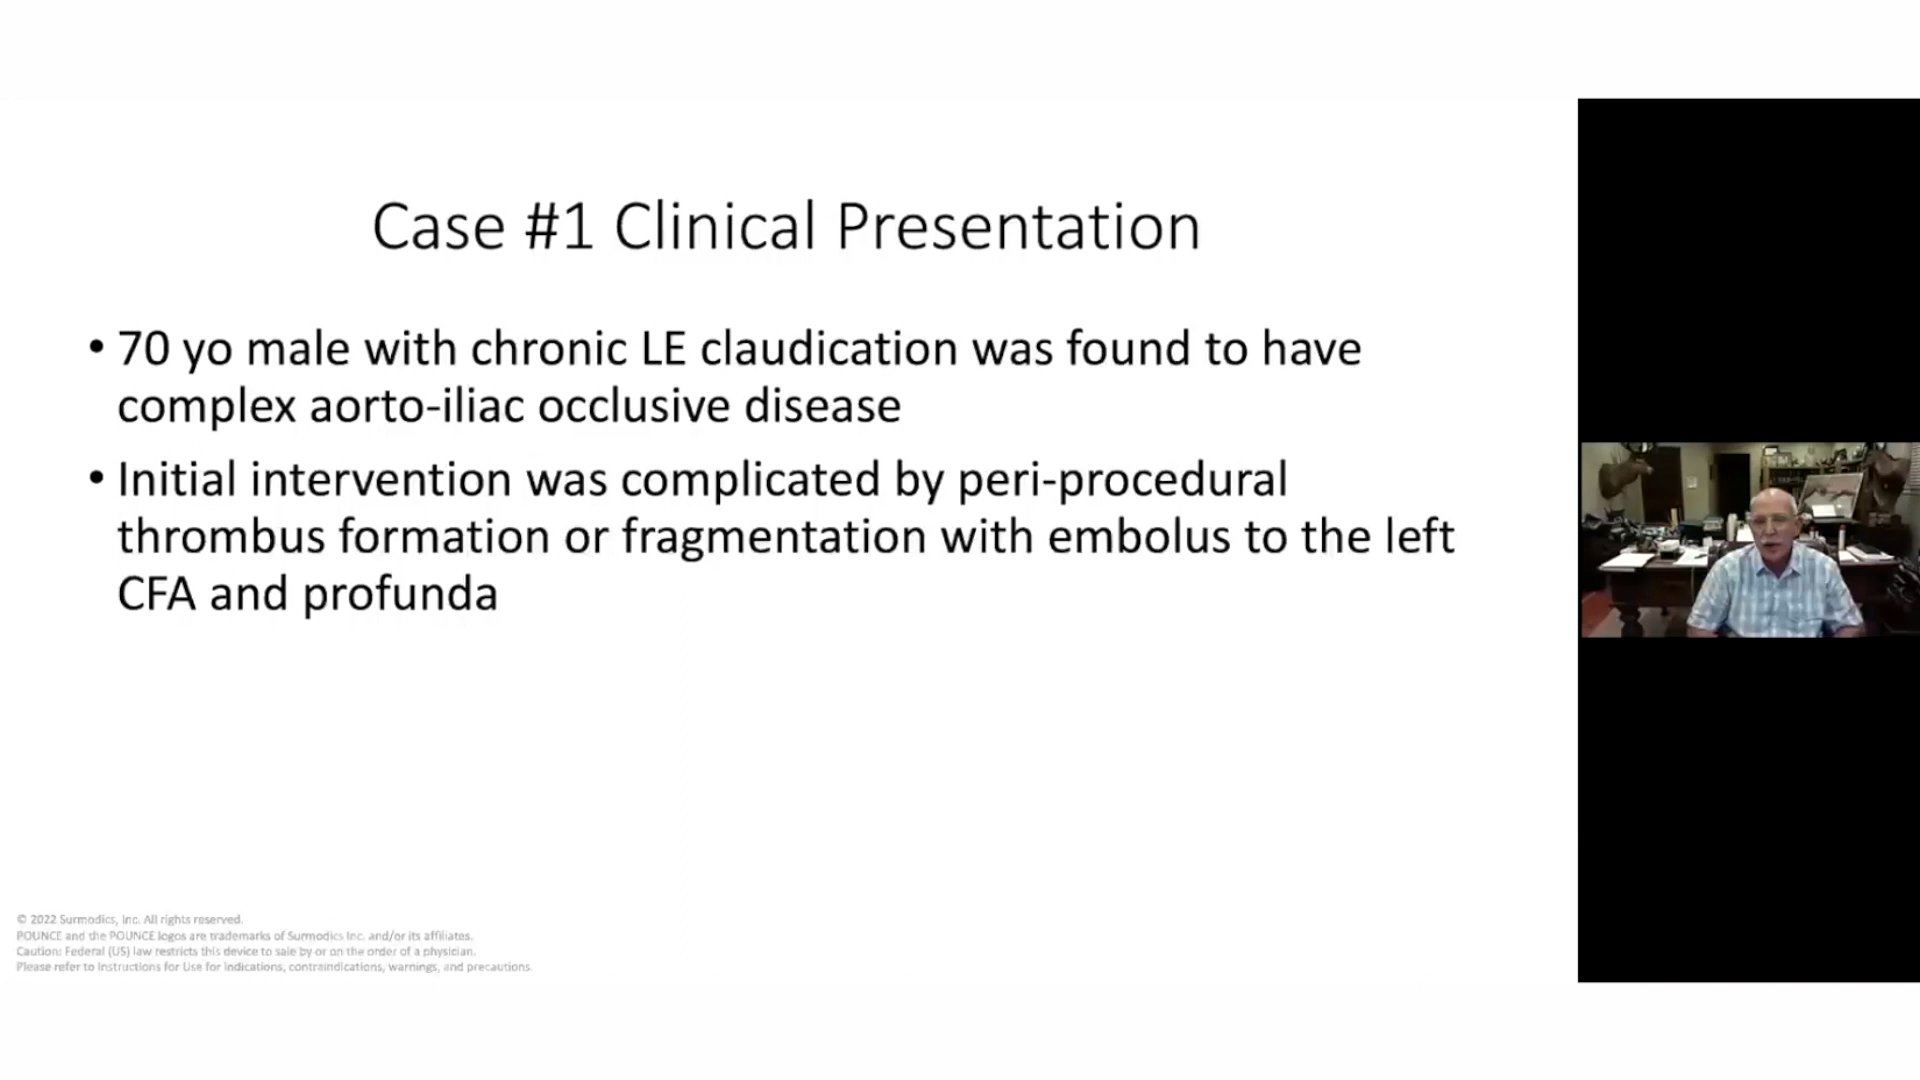 Case #1 Clinical Presentation
• 70 yo male with chronic LE claudication was found to have
complex aorto-iliac occlusive disease
• Initial intervention was complicated by peri-procedural
thrombus formation or fragmentation with embolus to the left
CFA and profunda
© 2022 Surmodics, Inc. All rights reserved.
POUNCE and the POUNCE logos are trademarks of Surmodics Inc. and/or its affiliates.
Caution: Federal (US) law restricts this device to sale by or on the order of a physician.
Please refer to Instructions for Use for indications, contraindications, warnings, and precautions.